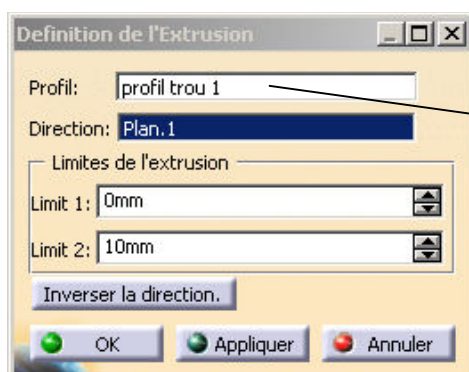 Definition de l'Extrusion
Profil: profil trou 1
Direction: Plan.1
Limites de l'extrusion
Limit 1: 0mm
Limit 2: 10mm
Inverser la direction.
OK Appliquer Annuler